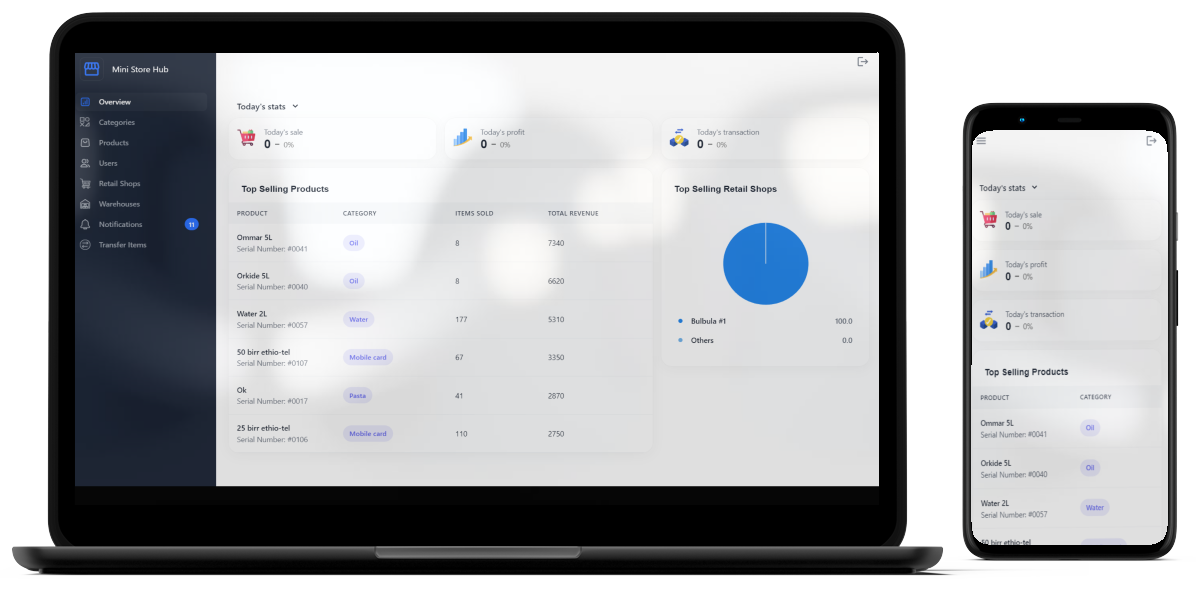 Mini Store Hub
Overview
Categories
Products
Users
Retail Shops
Warehouses
Notifications 11
Transfer Items
Today's stats
Today's sale
0 – 0%
Today's profit
0 – 0%
Today's transaction
0 – 0%
Top Selling Products
PRODUCT CATEGORY ITEMS SOLD TOTAL REVENUE
Ommar 5L
Serial Number: #0041
Oil 8 7340
Orkide 5L
Serial Number: #0040
Oil 8 6620
Water 2L
Serial Number: #0057
Water 177 5310
50 birr ethio-tel
Serial Number: #0107
Mobile card 67 3350
Ok
Serial Number: #0017
Pasta 41 2870
25 birr ethio-tel
Serial Number: #0106
Mobile card 110 2750
Top Selling Retail Shops
Bulbula #1 100.0
Others 0.0
Today's stats
Today's sale
0 – 0%
Today's profit
0 – 0%
Today's transaction
0 – 0%
Top Selling Products
PRODUCT CATEGORY
Ommar 5L
Serial Number: #0041
Oil
Orkide 5L
Serial Number: #0040
Oil
Water 2L
Serial Number: #0057
Water
50 birr ethio-tel